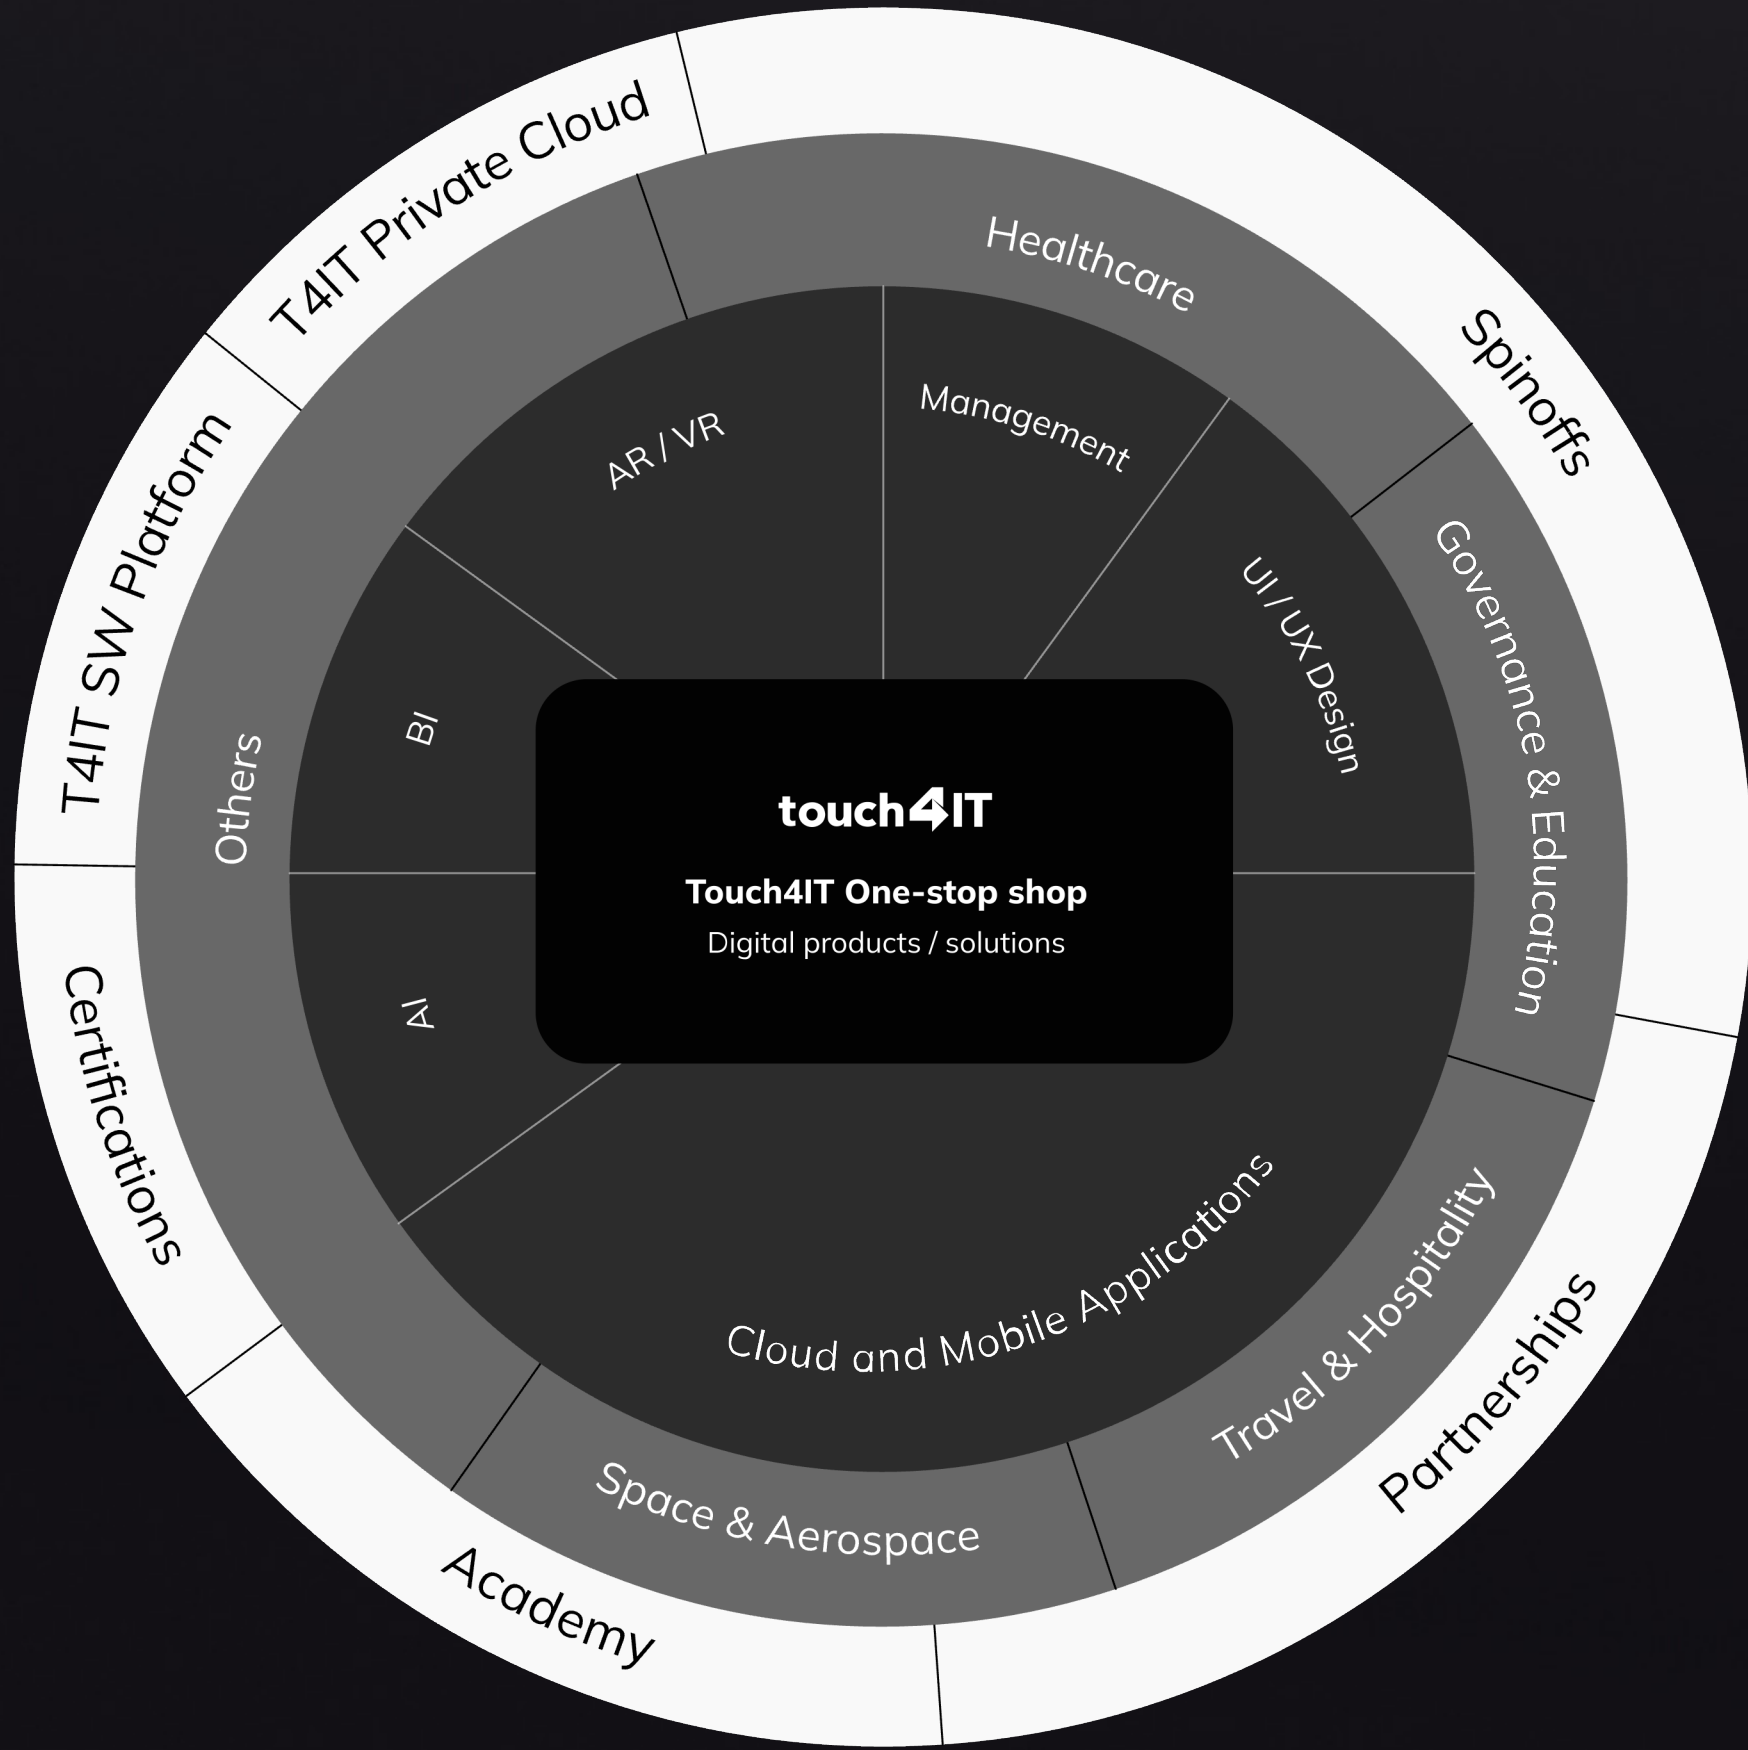 T4IT Private Cloud
Spinoffs
Partnerships
Academy
Certifications
T4IT SW Platform
Healthcare
Governance & Education
Travel & Hospitality
Space & Aerospace
Others
AR / VR
Management
UI / UX Design
Cloud and Mobile Applications
AI
BI
touch4IT
Touch4IT One-stop shop
Digital products / solutions